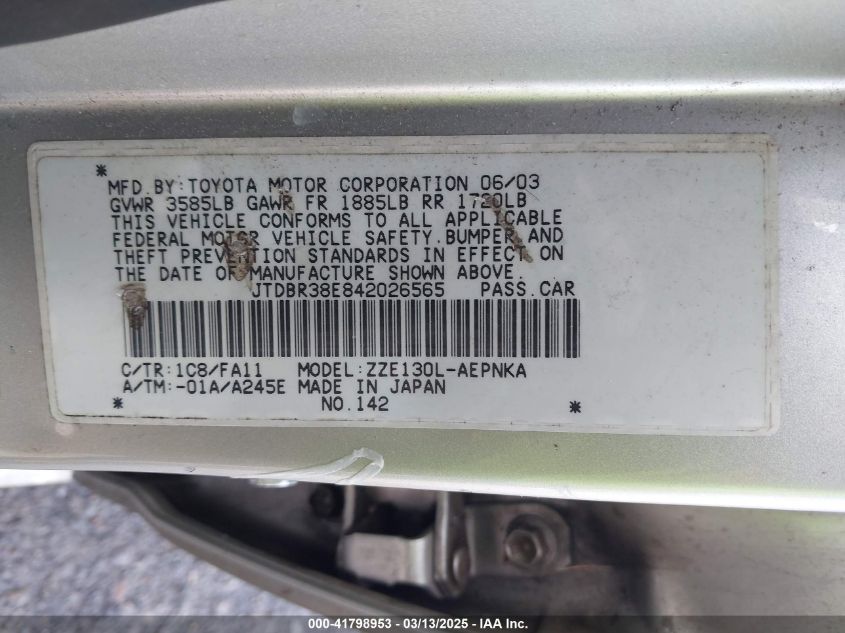 *
MFD.BY:TOYOTA MOTOR CORPORATION 06/03
GVWR 3585LB GAWR FR 1885LB RR 1720LB
THIS VEHICLE CONFORMS TO ALL APPLICABLE
FEDERAL MOTOR VEHICLE SAFETY,BUMPER,AND
THEFT PREVENTION STANDARDS IN EFFECT ON
THE DATE OF MANUFACTURE SHOWN ABOVE.
JTDBR38E842026565 PASS.CAR
C/TR:1C8/FA11 MODEL:ZZE130L-AEPNKA
A/TM:-01A/A245E MADE IN JAPAN
* NO.142 *
000-41798953 - 03/13/2025 - IAA Inc.